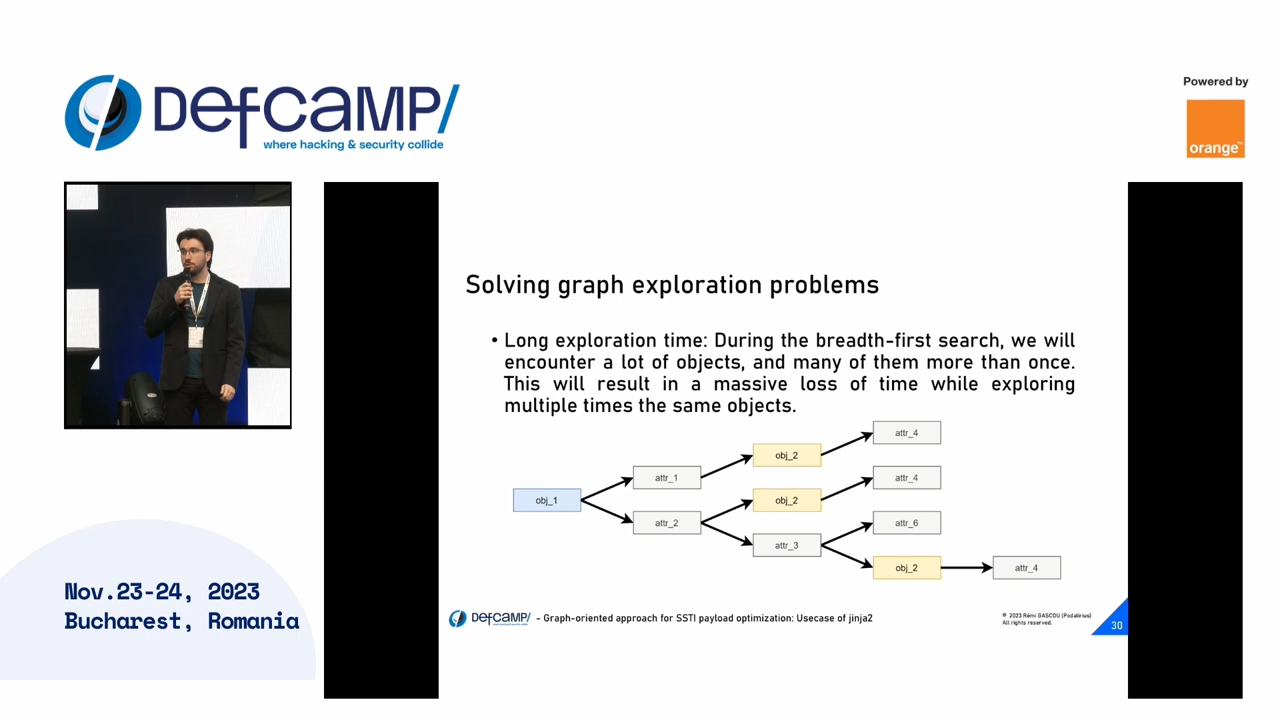 DefCamp/
where hacking & security collide
Powered by
orange™
Solving graph exploration problems
• Long exploration time: During the breadth-first search, we will
encounter a lot of objects, and many of them more than once.
This will result in a massive loss of time while exploring
multiple times the same objects.
attr_4
obj_2
attr_1
attr_4
obj_1
obj_2
attr_2
attr_6
attr_3
obj_2
attr_4
Nov.23-24, 2023
Bucharest, Romania
DefCamp/ - Graph-oriented approach for SSTI payload optimization: Usecase of jinja2
© 2023 Rémi GASCOU (Podalirius)
All rights reserved.
30